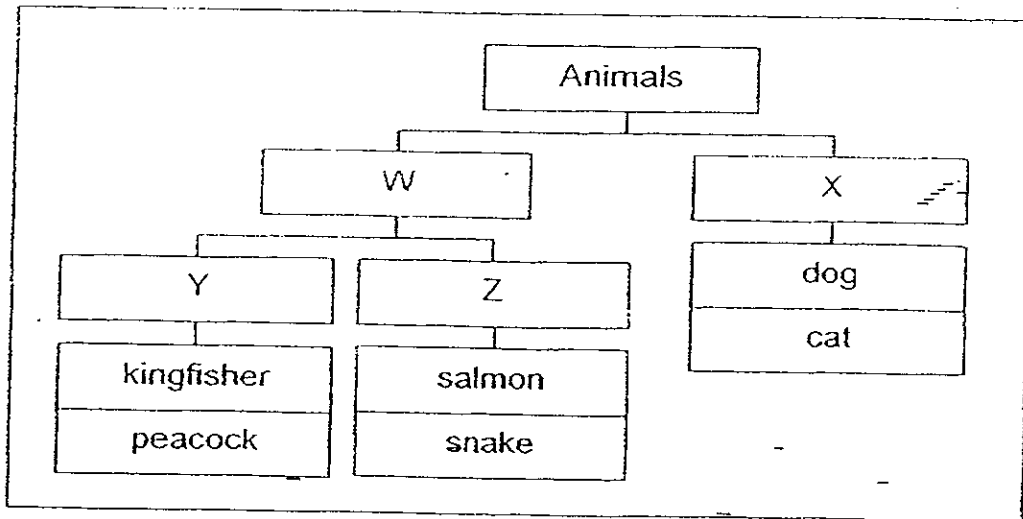 Animals
W
X
Y
Z
dog
cat
kingfisher
peacock
salmon
snake